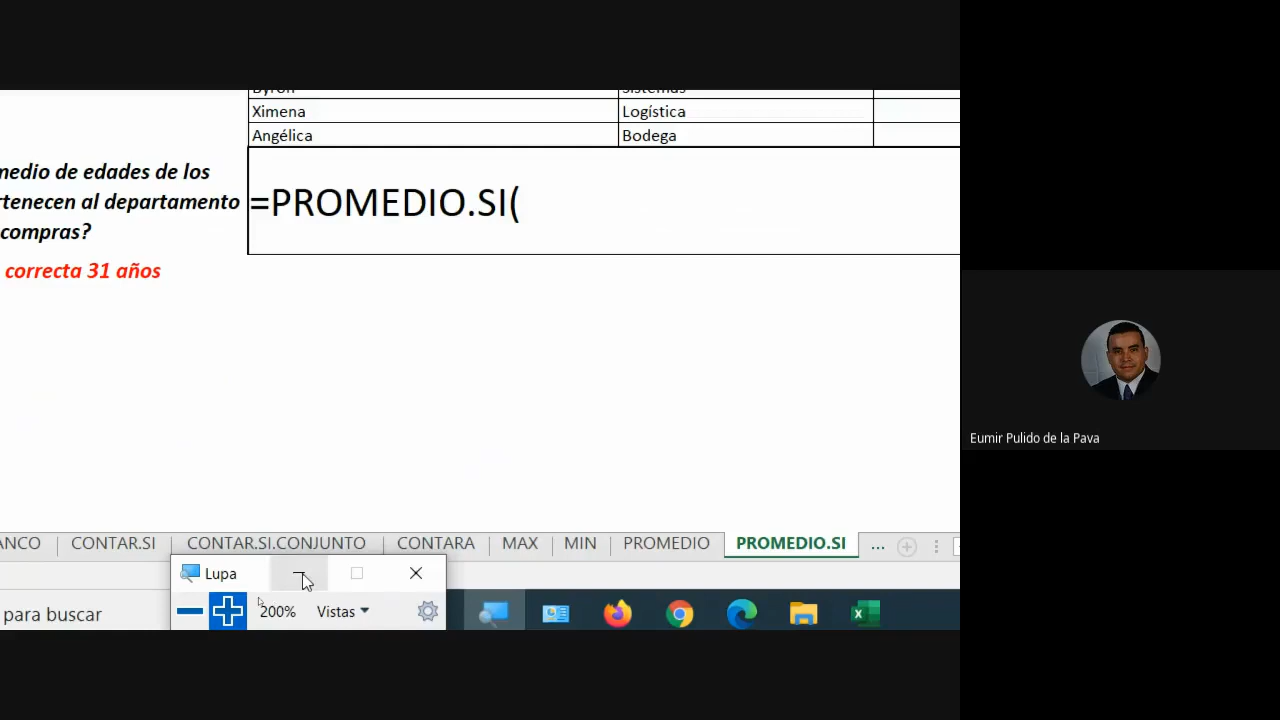 Byron Sistemas
Ximena Logística
Angélica Bodega
medio de edades de los
rtenecen al departamento
compras?
correcta 31 años
=PROMEDIO.SI(
Eumir Pulido de la Pava
ANCO CONTAR.SI CONTAR.SI.CONJUNTO CONTARA MAX MIN PROMEDIO PROMEDIO.SI ...
Lupa
200% Vistas
para buscar